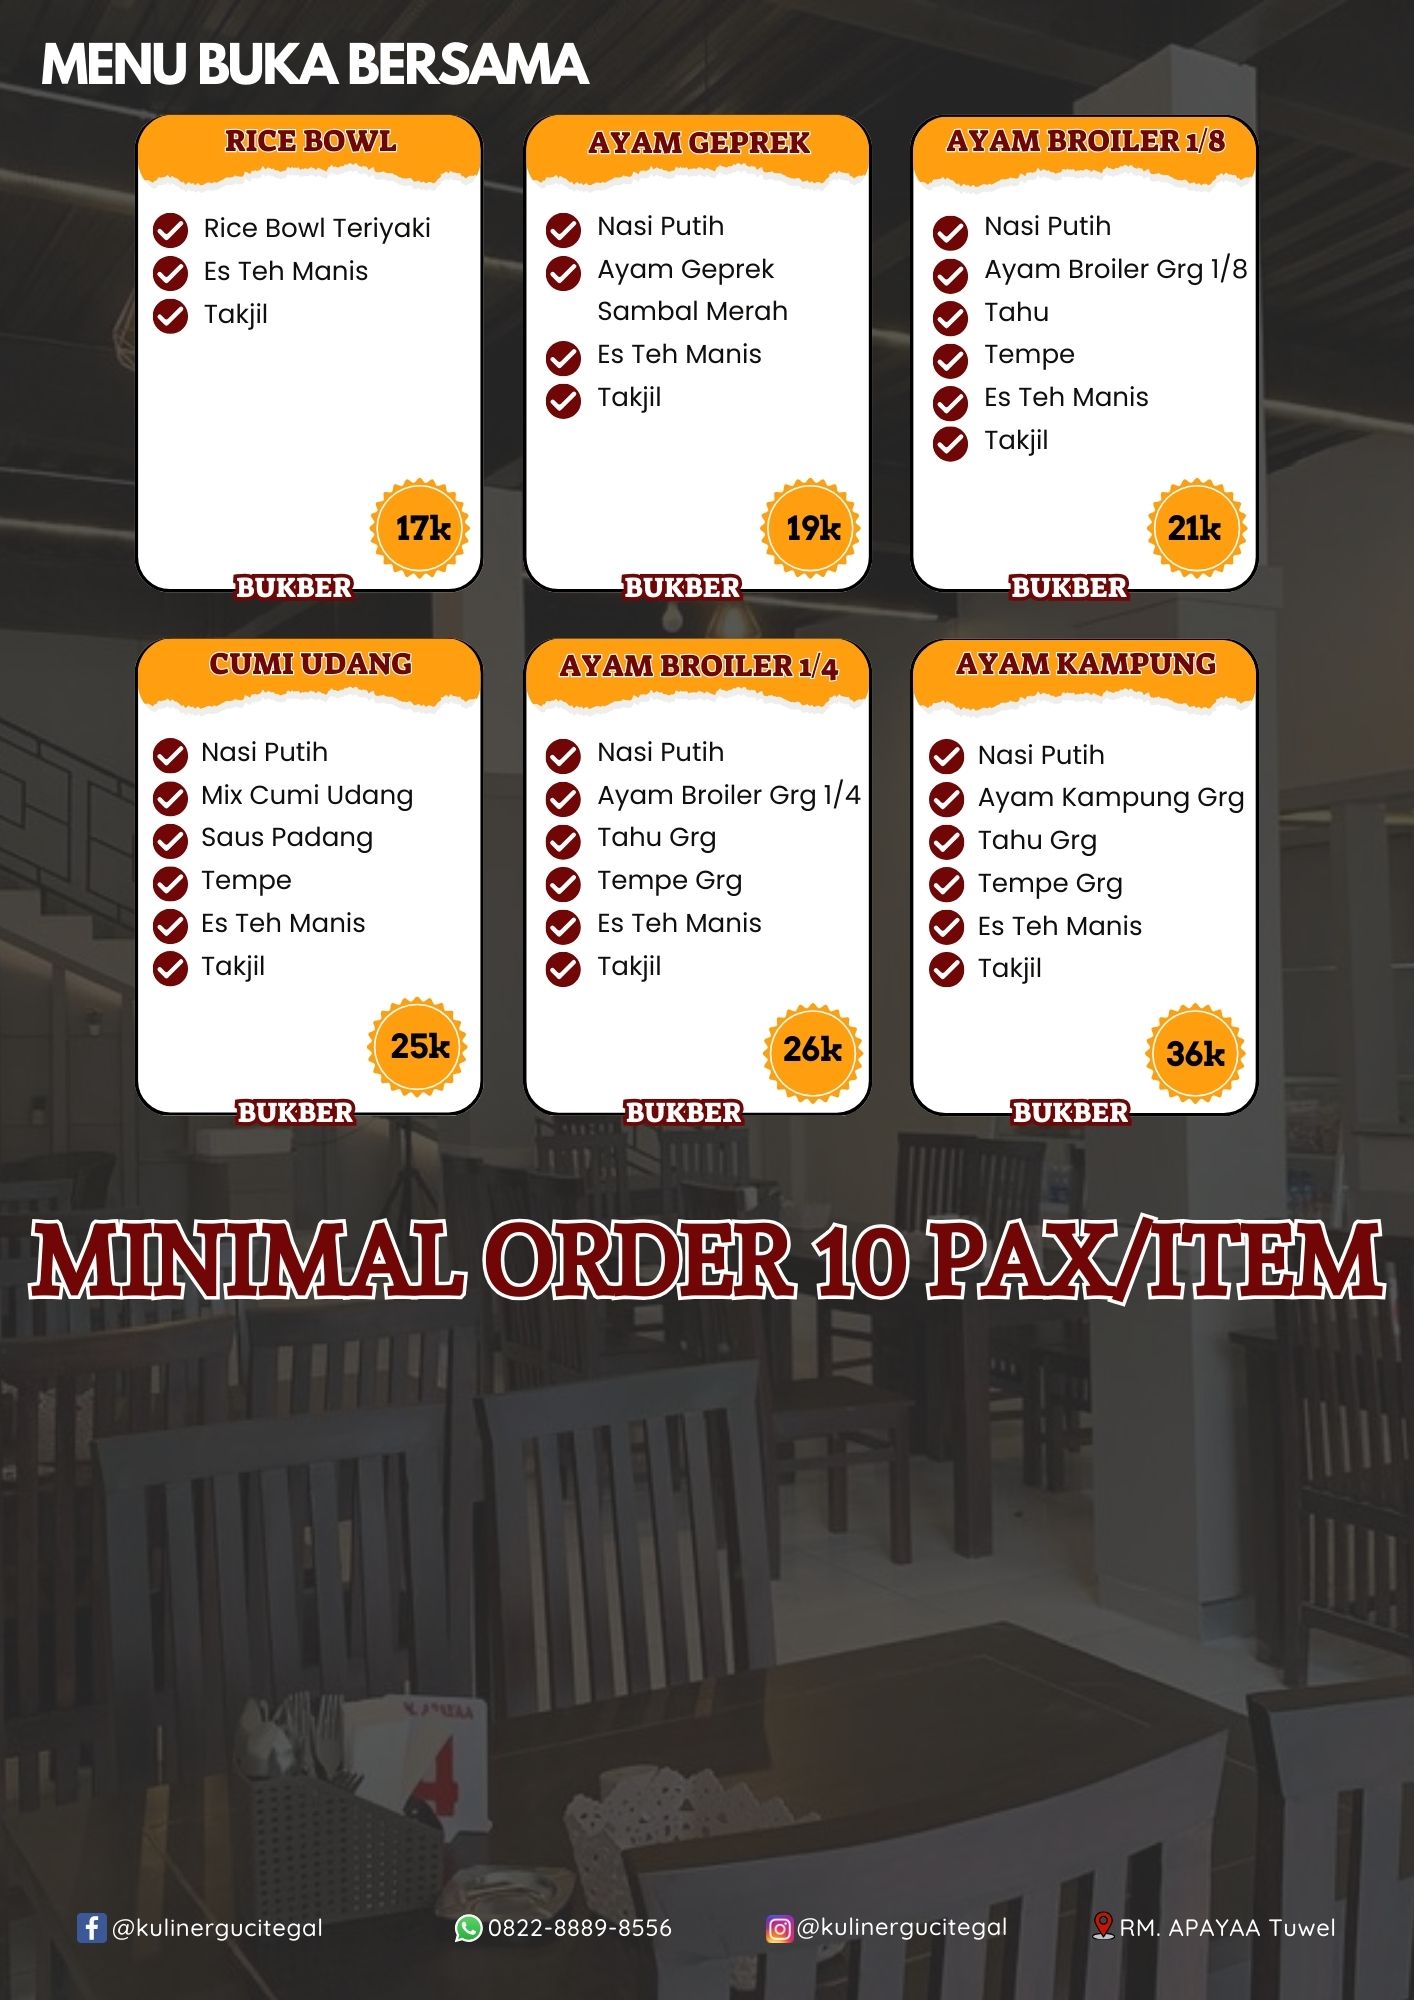 MENU BUKA BERSAMA
RICE BOWL
Rice Bowl Teriyaki
Es Teh Manis
Takjil
17k
BUKBER
AYAM GEPREK
Nasi Putih
Ayam Geprek
Sambal Merah
Es Teh Manis
Takjil
19k
BUKBER
AYAM BROILER 1/8
Nasi Putih
Ayam Broiler Grg 1/8
Tahu
Tempe
Es Teh Manis
Takjil
21k
BUKBER
CUMI UDANG
Nasi Putih
Mix Cumi Udang
Saus Padang
Tempe
Es Teh Manis
Takjil
25k
BUKBER
AYAM BROILER 1/4
Nasi Putih
Ayam Broiler Grg 1/4
Tahu Grg
Tempe Grg
Es Teh Manis
Takjil
26k
BUKBER
AYAM KAMPUNG
Nasi Putih
Ayam Kampung Grg
Tahu Grg
Tempe Grg
Es Teh Manis
Takjil
36k
BUKBER
MINIMAL ORDER 10 PAX/ITEM
4
@kulinergucitegal
0822-8889-8556
@kulinergucitegal
RM. APAYAA Tuwel